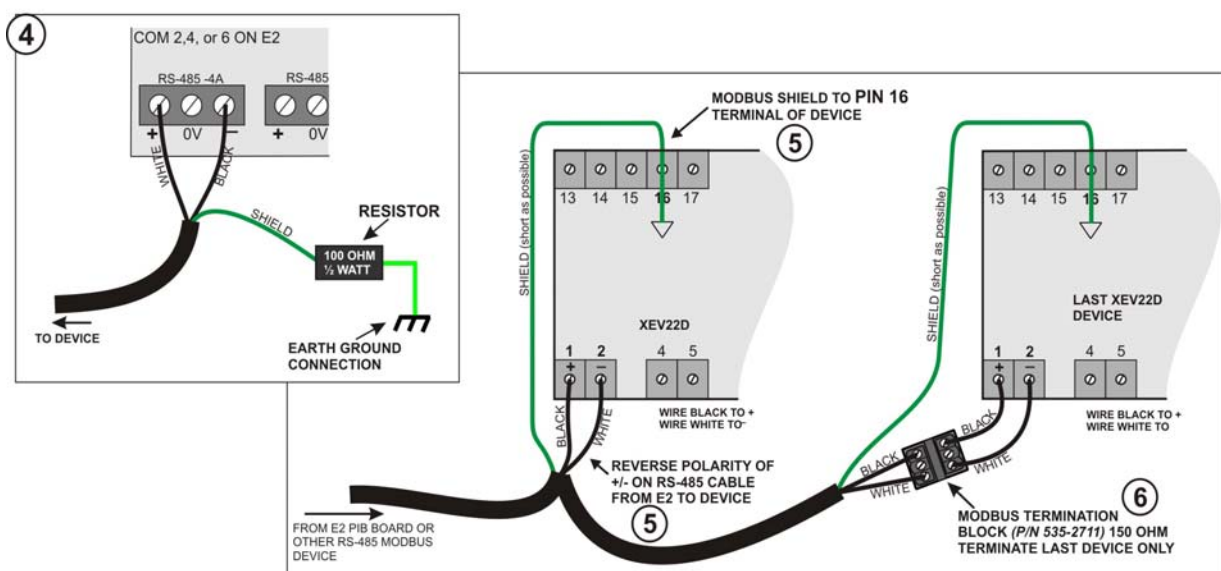 4
COM 2,4, or 6 ON E2
RS-485 -4A
RS-485
+ 0V −
+ 0V
WHITE
BLACK
SHIELD
RESISTOR
100 OHM
½ WATT
TO DEVICE
EARTH GROUND
CONNECTION
MODBUS SHIELD TO PIN 16
TERMINAL OF DEVICE
5
SHIELD (short as possible)
13 14 15 16 17
XEV22D
1 2 4 5
+ −
WIRE BLACK TO +
WIRE WHITE TO−
BLACK
WHITE
REVERSE POLARITY OF
+/- ON RS-485 CABLE
FROM E2 TO DEVICE
5
FROM E2 PIB BOARD OR
OTHER RS-485 MODBUS
DEVICE
SHIELD (short as possible)
13 14 15 16 17
LAST XEV22D
DEVICE
1 2 4 5
+ −
WIRE BLACK TO +
WIRE WHITE TO
BLACK
WHITE
BLACK
WHITE
MODBUS TERMINATION
BLOCK (P/N 535-2711) 150 OHM
TERMINATE LAST DEVICE ONLY
6